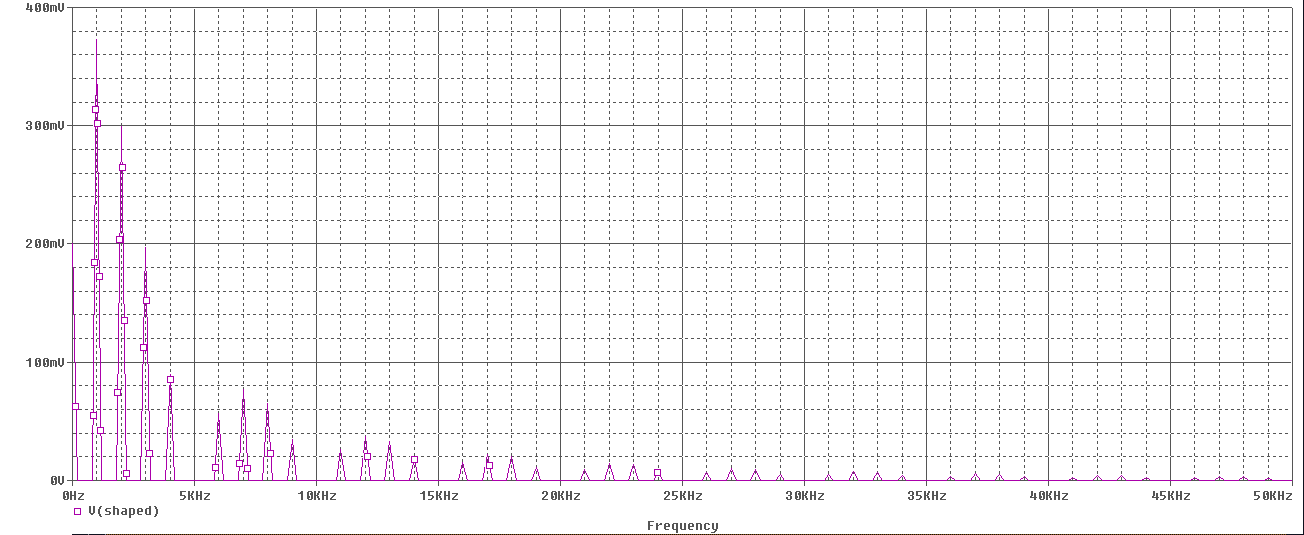 400mV
300mV
200mV
100mV
0V
0Hz 5KHz 10KHz 15KHz 20KHz 25KHz 30KHz 35KHz 40KHz 45KHz 50KHz
V(shaped)
Frequency